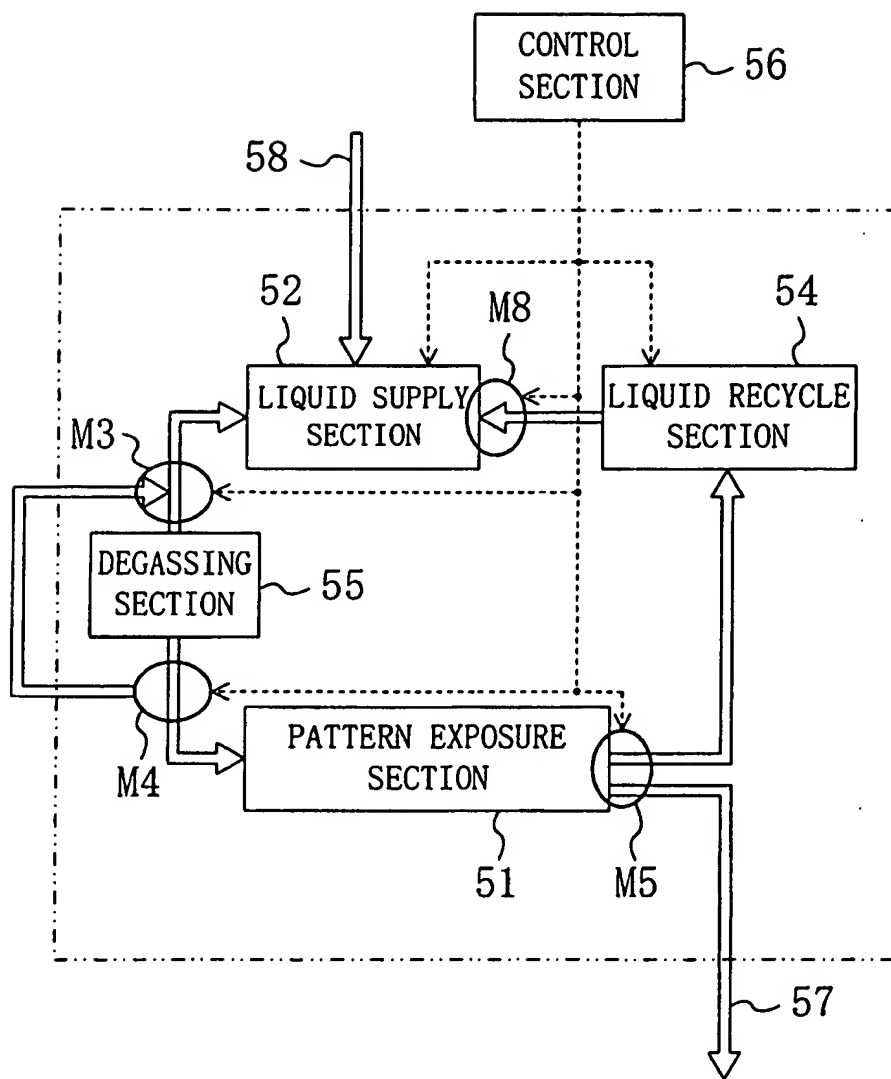 CONTROL
SECTION
56
58
52
M8
54
LIQUID SUPPLY
SECTION
LIQUID RECYCLE
SECTION
M3
DEGASSING
SECTION
55
M4
PATTERN EXPOSURE
SECTION
51
M5
57